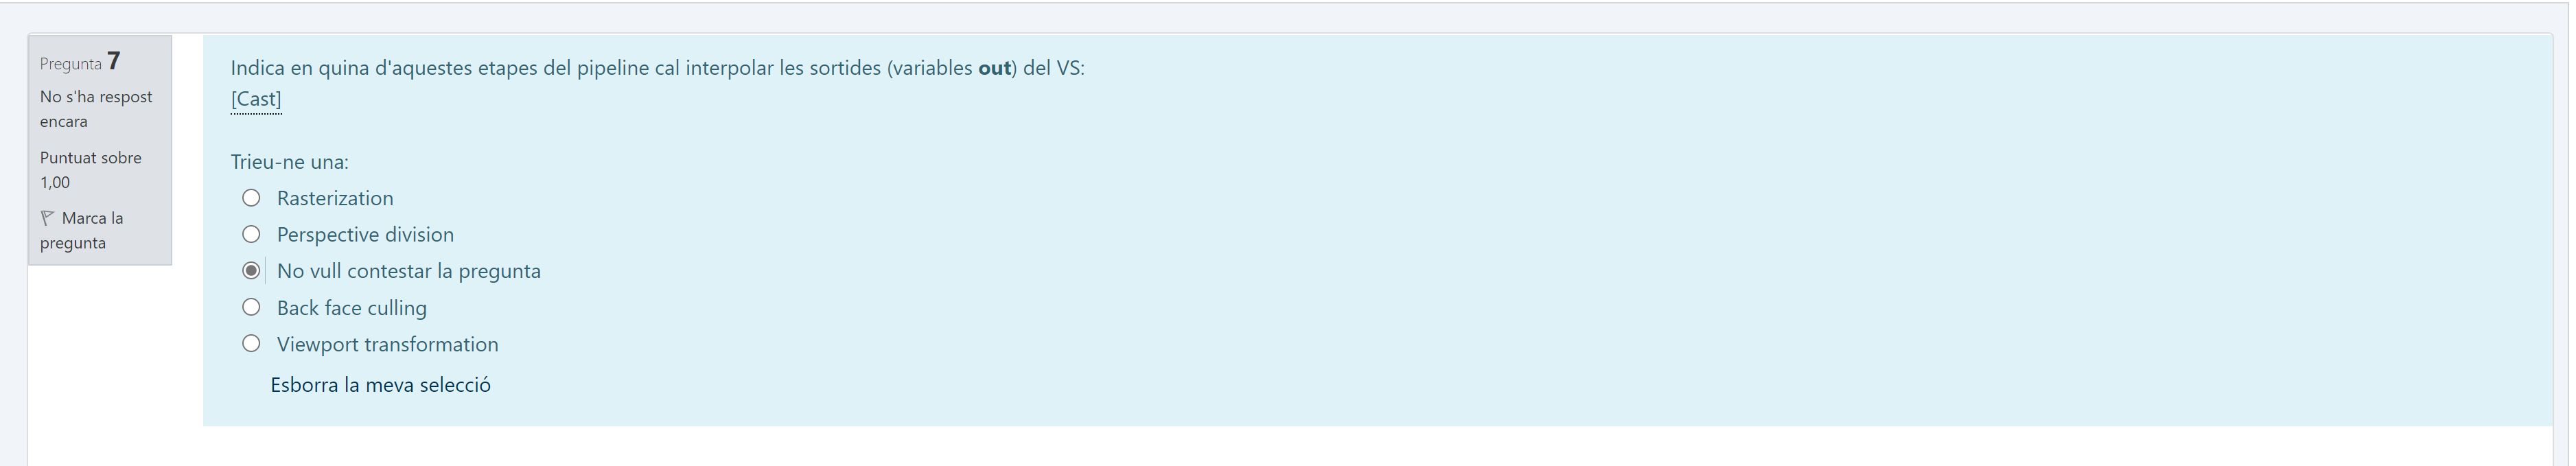 Pregunta 7
No s'ha respost
encara
Puntuat sobre
1,00
Marca la
pregunta
Indica en quina d'aquestes etapes del pipeline cal interpolar les sortides (variables out) del VS:
[Cast]
Trieu-ne una:
Rasterization
Perspective division
No vull contestar la pregunta
Back face culling
Viewport transformation
Esborra la meva selecció